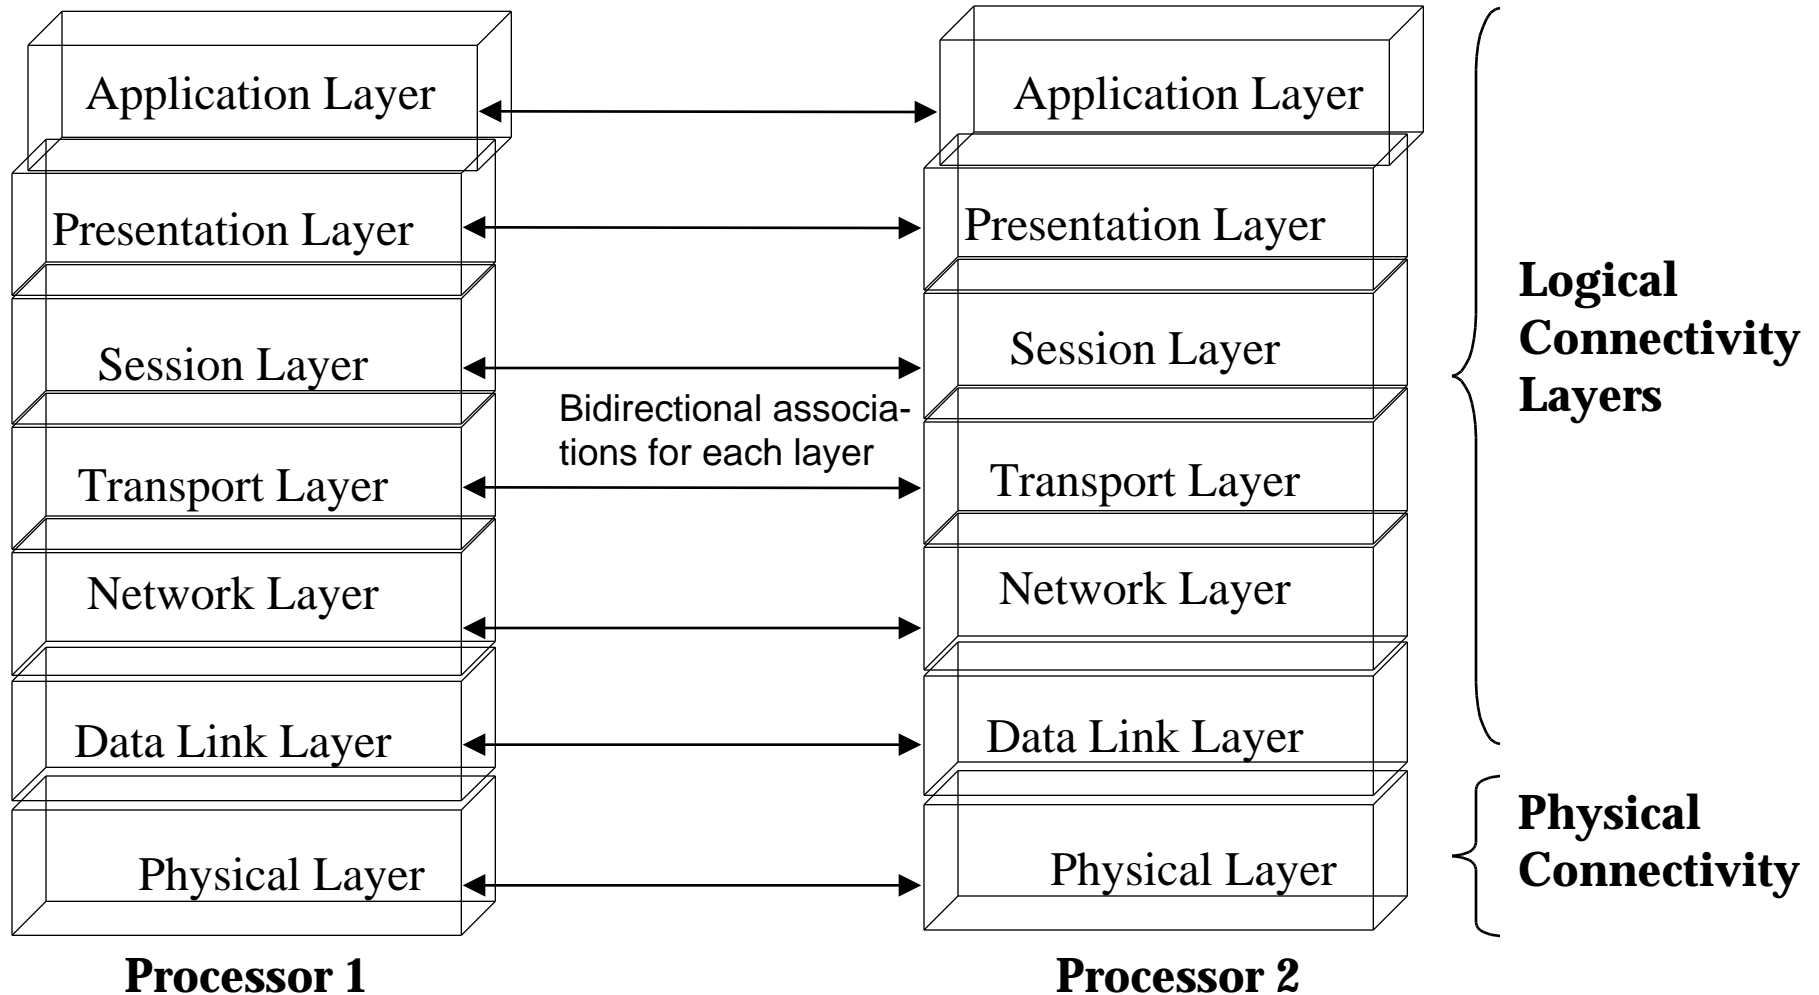 Application Layer
Application Layer
Presentation Layer
Presentation Layer
Session Layer
Session Layer
Bidirectional associa-
tions for each layer
Transport Layer
Transport Layer
Network Layer
Network Layer
Data Link Layer
Data Link Layer
Physical Layer
Physical Layer
Logical
Connectivity
Layers
Physical
Connectivity
Processor 1
Processor 2